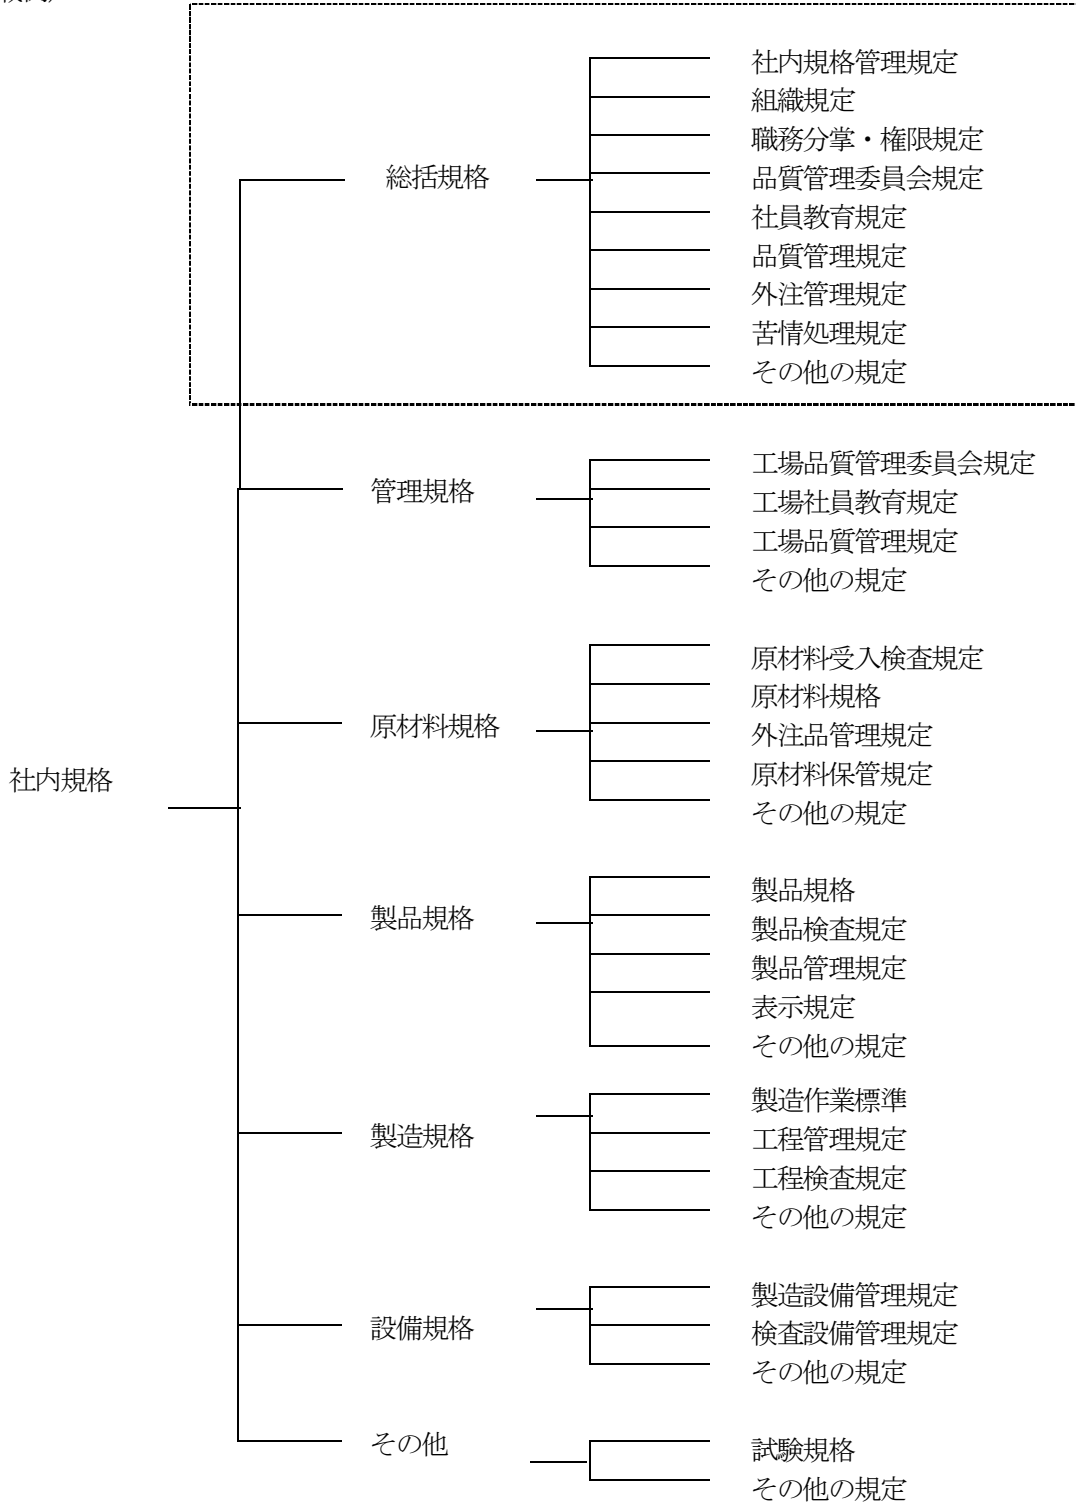 社内規格
総括規格
社内規格管理規定
組織規定
職務分掌・権限規定
品質管理委員会規定
社員教育規定
品質管理規定
外注管理規定
苦情処理規定
その他の規定
管理規格
工場品質管理委員会規定
工場社員教育規定
工場品質管理規定
その他の規定
原材料規格
原材料受入検査規定
原材料規格
外注品管理規定
原材料保管規定
その他の規定
製品規格
製品規格
製品検査規定
製品管理規定
表示規定
その他の規定
製造規格
製造作業標準
工程管理規定
工程検査規定
その他の規定
設備規格
製造設備管理規定
検査設備管理規定
その他の規定
その他
試験規格
その他の規定